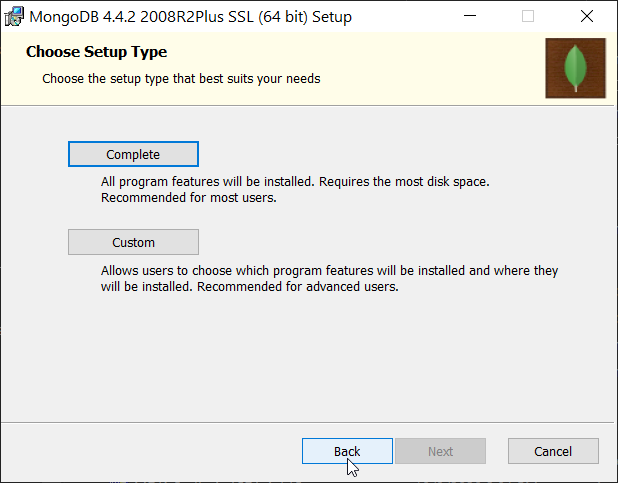 MongoDB 4.4.2 2008R2Plus SSL (64 bit) Setup
Choose Setup Type
Choose the setup type that best suits your needs
Complete
All program features will be installed. Requires the most disk space.
Recommended for most users.
Custom
Allows users to choose which program features will be installed and where they
will be installed. Recommended for advanced users.
Back
Next
Cancel